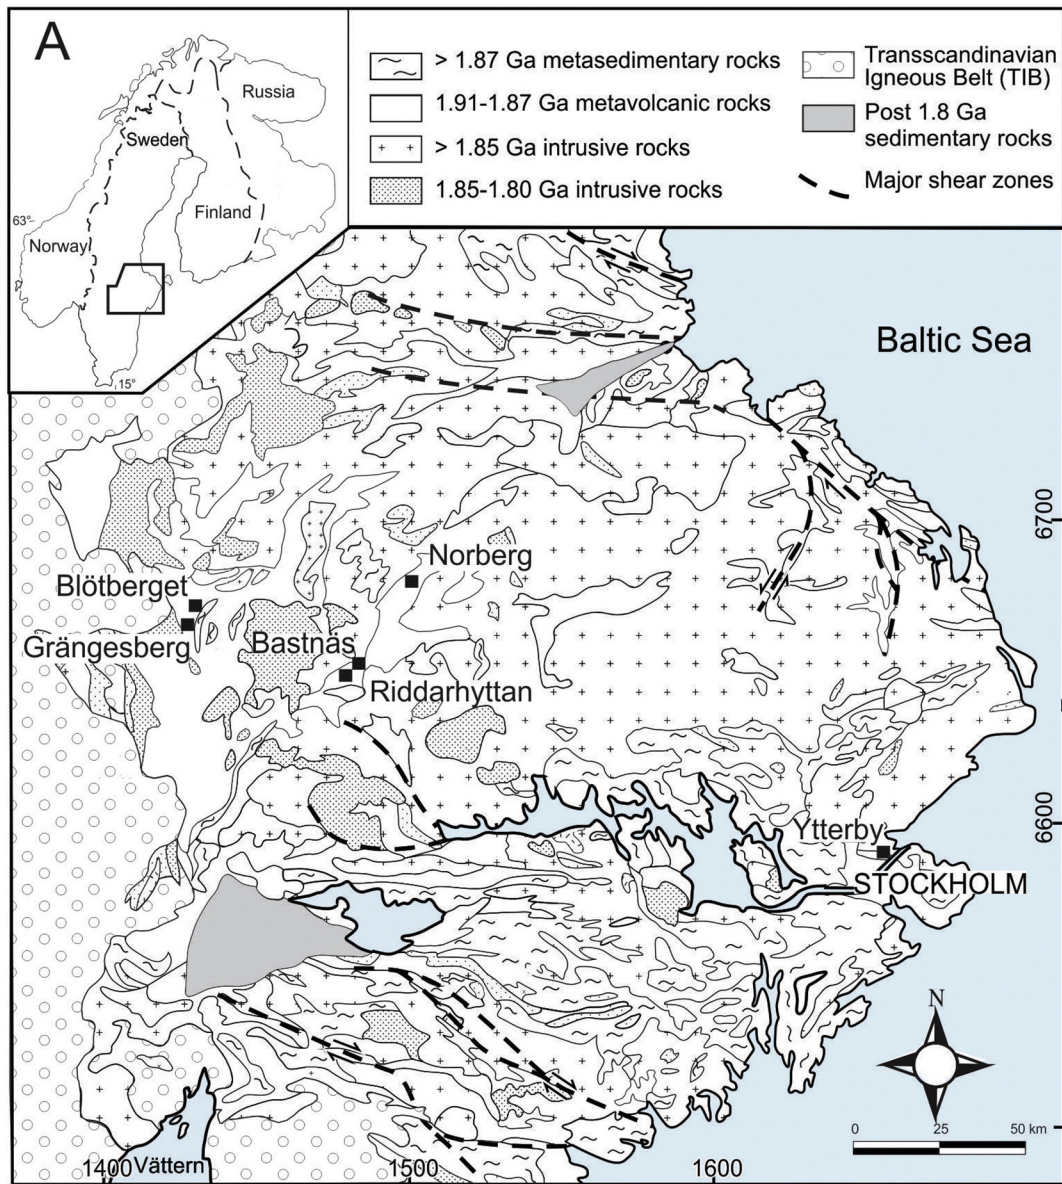 A
Russia
Sweden
Finland
63°
Norway
15°
> 1.87 Ga metasedimentary rocks
1.91-1.87 Ga metavolcanic rocks
> 1.85 Ga intrusive rocks
1.85-1.80 Ga intrusive rocks
Transscandinavian
Igneous Belt (TIB)
Post 1.8 Ga
sedimentary rocks
Major shear zones
Baltic Sea
6700
Norberg
Blötberget
Grängesberg
Bastnäs
Riddarhyttan
6600
Ytterby
STOCKHOLM
N
0 25 50 km
1400
Vättern
1500
1600